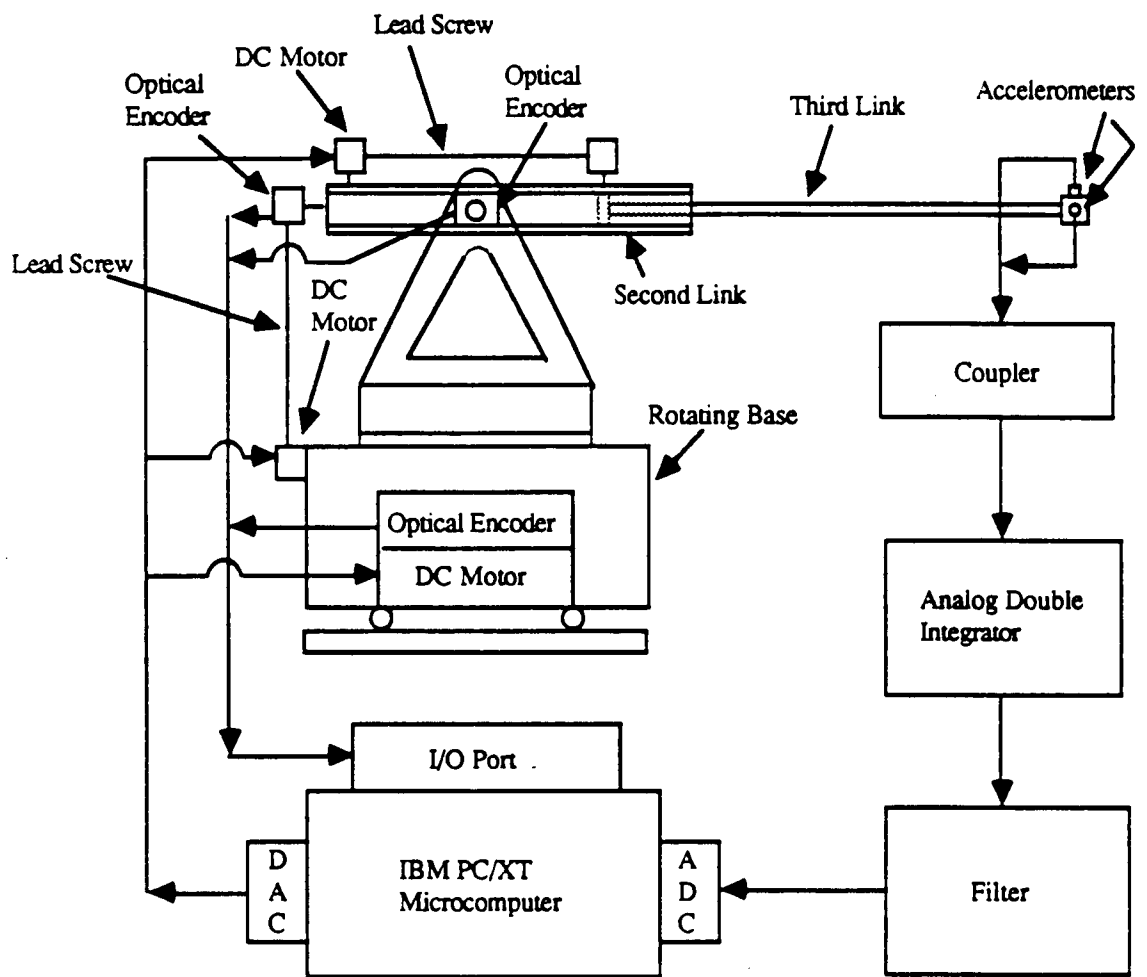 Lead Screw
DC Motor
Optical
Encoder
Optical
Encoder
Third Link
Accelerometers
Lead Screw
DC
Motor
Second Link
Coupler
Rotating Base
Optical Encoder
DC Motor
Analog Double
Integrator
I/O Port
D
A
C
IBM PC/XT
Microcomputer
A
D
C
Filter